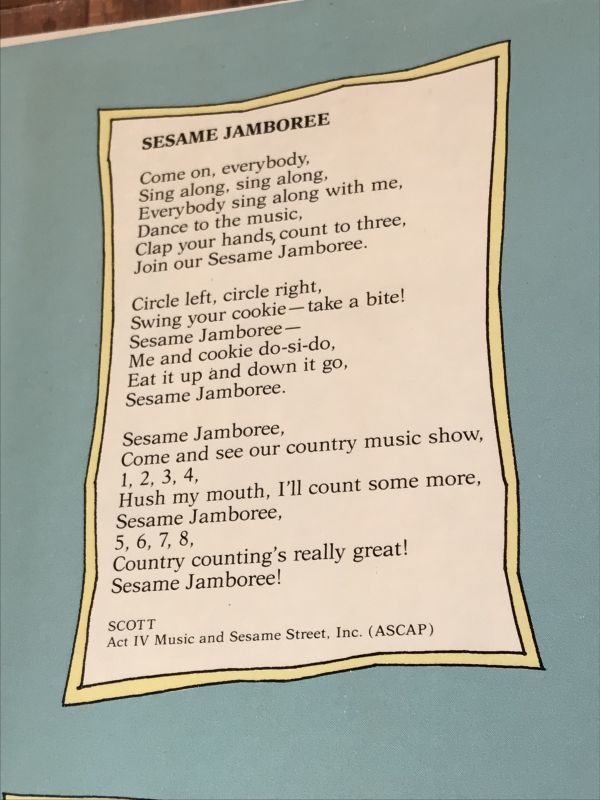 SESAME JAMBOREE
Come on, everybody,
Sing along, sing along,
Everybody sing along with me,
Dance to the music,
Clap your hands, count to three,
Join our Sesame Jamboree.
Circle left, circle right,
Swing your cookie—take a bite!
Sesame Jamboree—
Me and cookie do-si-do,
Eat it up and down it go,
Sesame Jamboree.
Sesame Jamboree,
Come and see our country music show,
1, 2, 3, 4,
Hush my mouth, I'll count some more,
Sesame Jamboree,
5, 6, 7, 8,
Country counting's really great!
Sesame Jamboree!
SCOTT
Act IV Music and Sesame Street, Inc. (ASCAP)